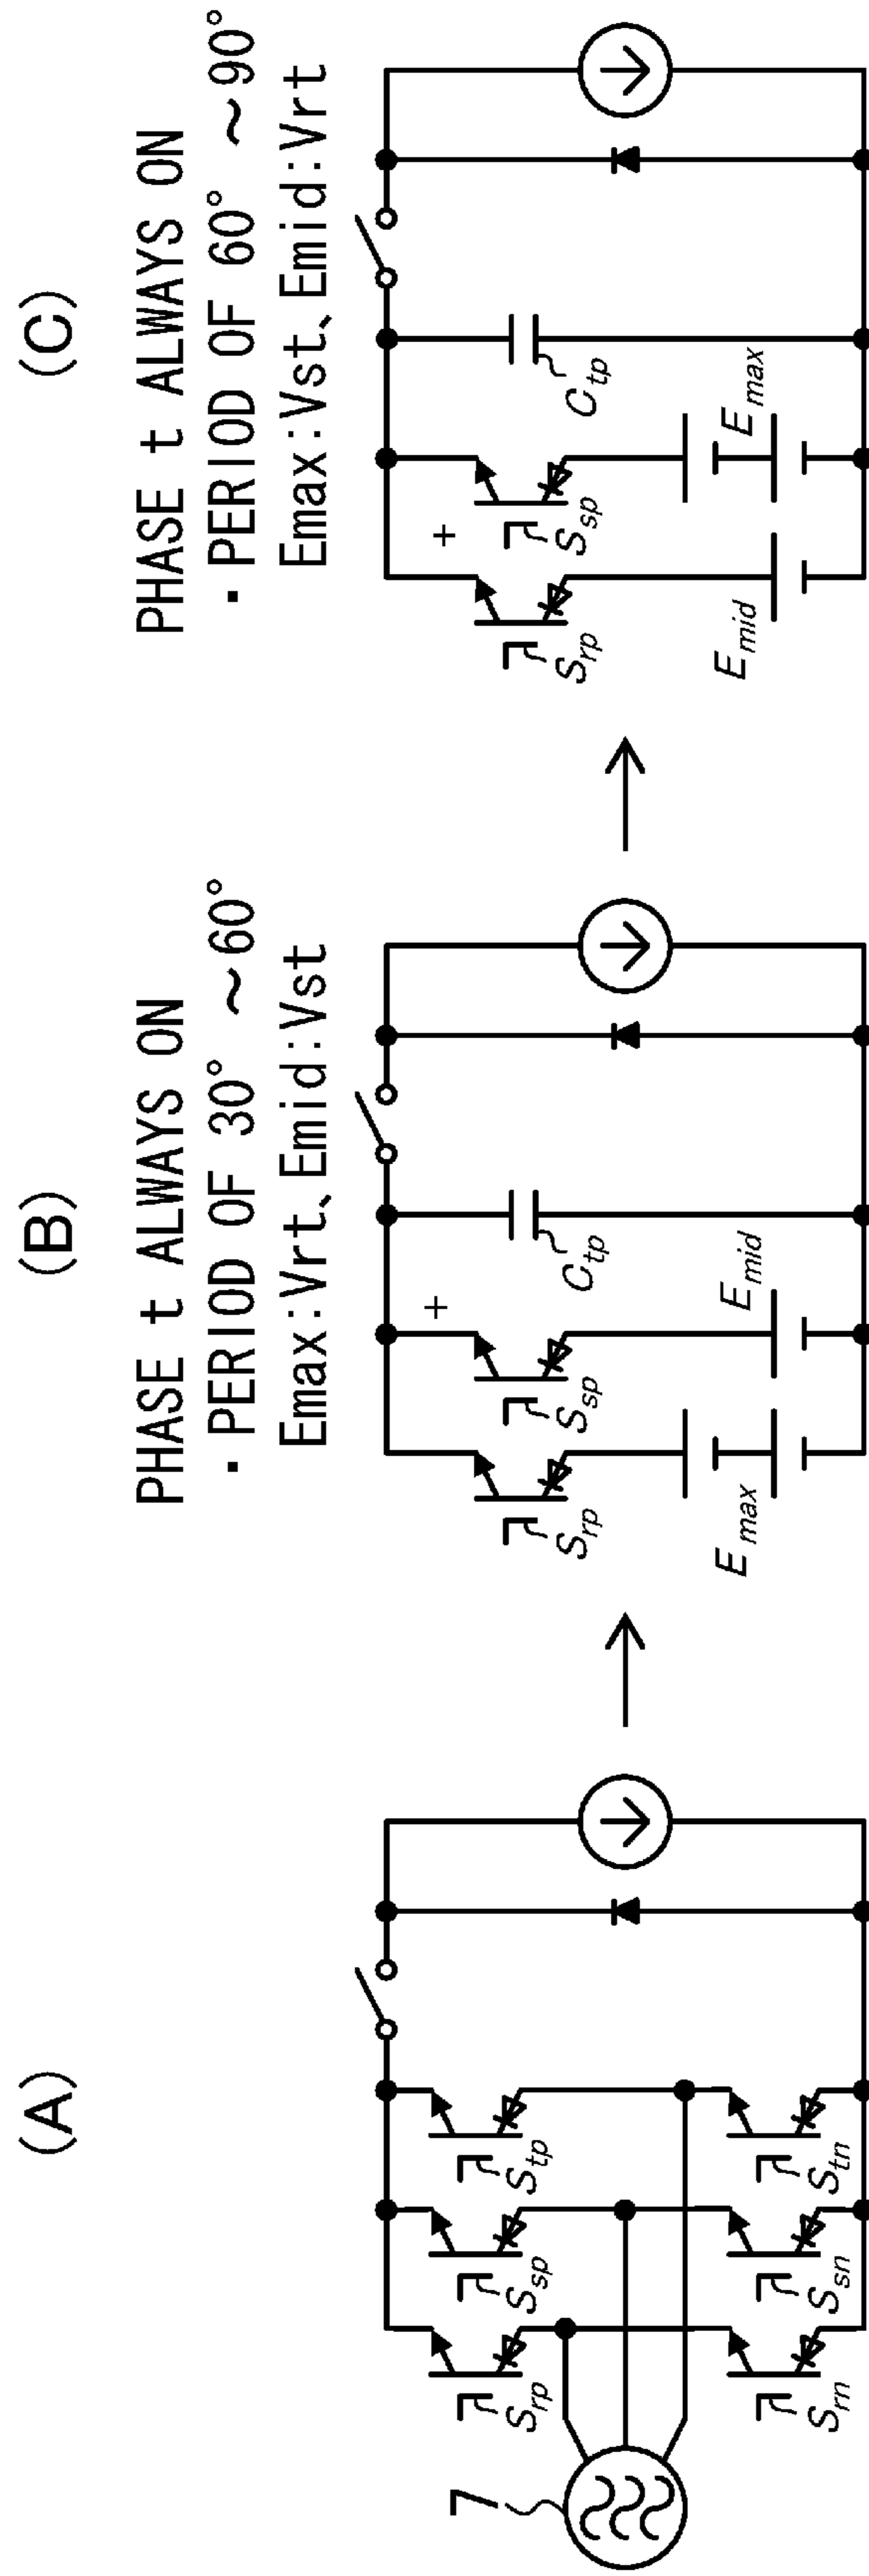 (A)
7
Srp
Ssp
Stp
Srn
Ssn
Stn
(B)
PHASE t ALWAYS ON
・PERIOD OF 30° ~60°
Emax:Vrt、Emid:Vst
+
Srp
Ssp
Ctp
Emax
Emid
(C)
PHASE t ALWAYS ON
・PERIOD OF 60° ~90°
Emax:Vst、Emid:Vrt
+
Srp
Ssp
Ctp
Emid
Emax